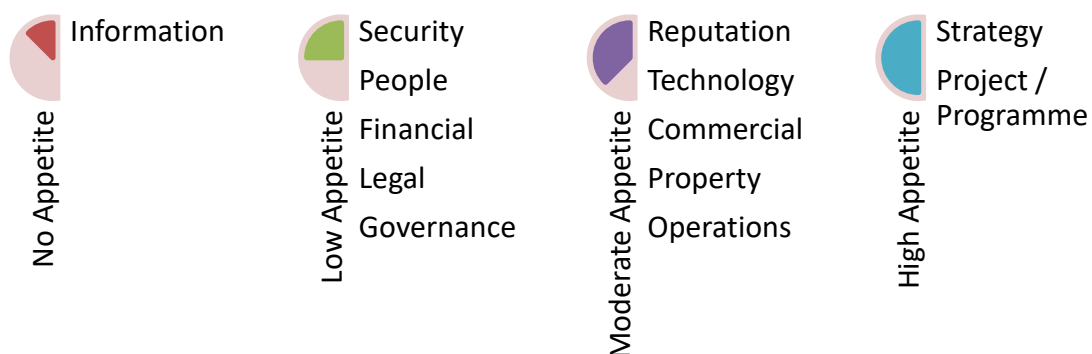 No Appetite
Information
Low Appetite
Security
People
Financial
Legal
Governance
Moderate Appetite
Reputation
Technology
Commercial
Property
Operations
High Appetite
Strategy
Project /
Programme